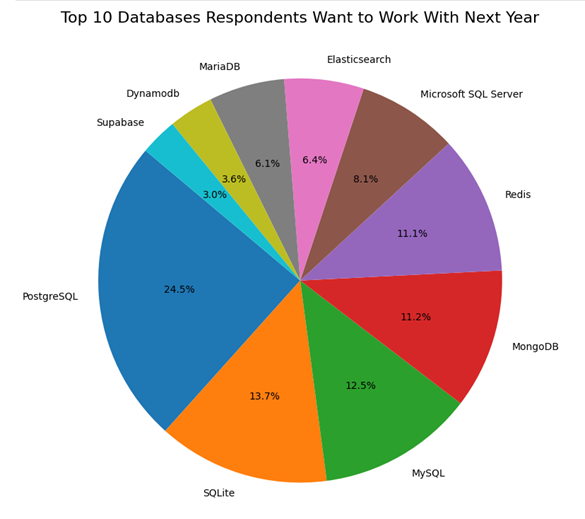 Top 10 Databases Respondents Want to Work With Next Year
Elasticsearch
MariaDB
Dynamodb
Microsoft SQL Server
Supabase
6.4%
6.1%
8.1%
3.6%
3.0%
Redis
11.1%
24.5%
PostgreSQL
11.2%
MongoDB
12.5%
13.7%
MySQL
SQLite